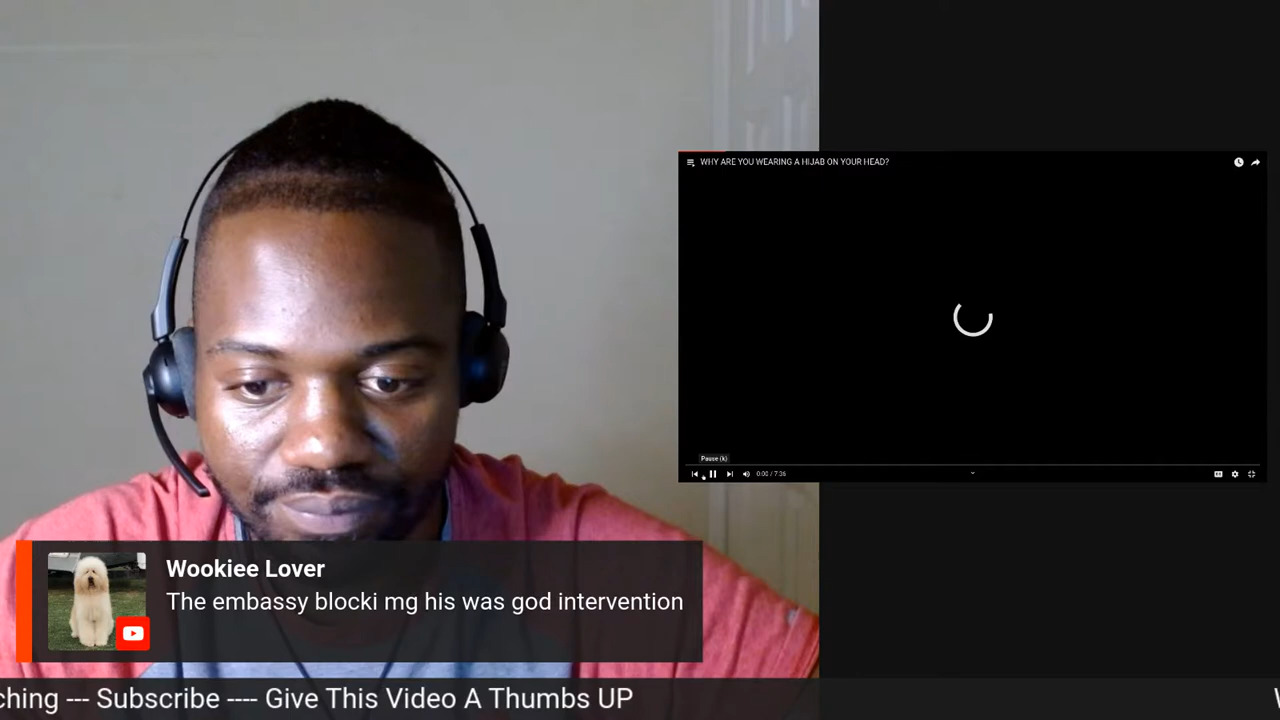 WHY ARE YOU WEARING A HIJAB ON YOUR HEAD?
Pause (k)
0:00 / 7:36
Wookiee Lover
The embassy blocki mg his was god intervention
ching --- Subscribe ---- Give This Video A Thumbs UP